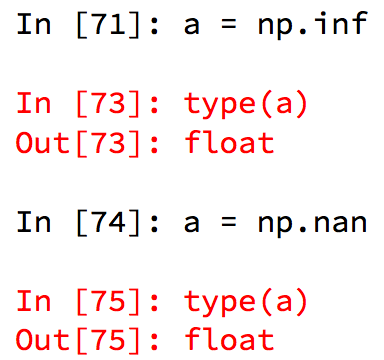 In [71]: a = np.inf
In [73]: type(a)
Out[73]: float
In [74]: a = np.nan
In [75]: type(a)
Out[75]: float